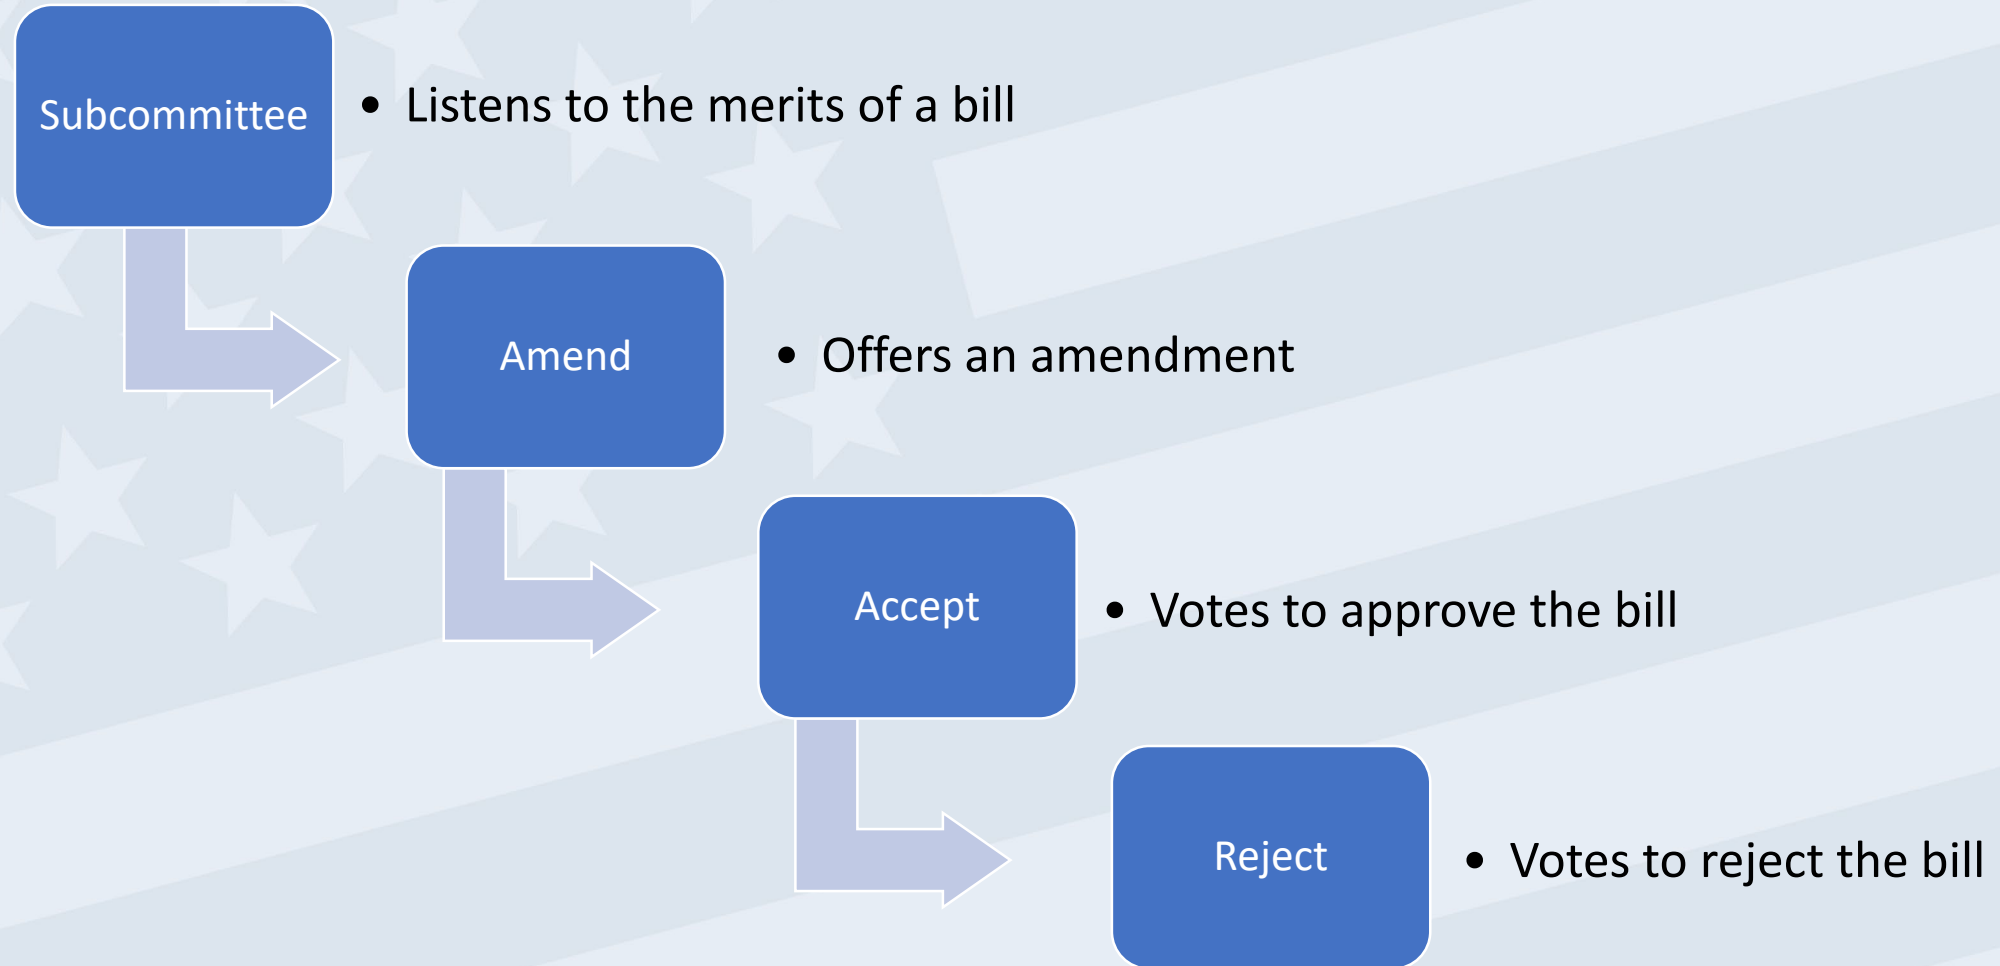 Subcommittee
• Listens to the merits of a bill
Amend
• Offers an amendment
Accept
• Votes to approve the bill
Reject
• Votes to reject the bill